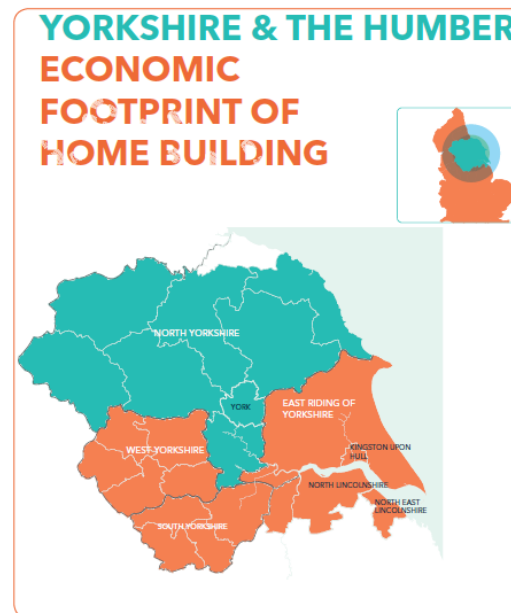 YORKSHIRE & THE HUMBER
ECONOMIC
FOOTPRINT OF
HOME BUILDING
NORTH YORKSHIRE
YORK
EAST RIDING OF
YORKSHIRE
WEST YORKSHIRE
KINGSTON UPON
HULL
NORTH LINCOLNSHIRE
NORTH EAST
LINCOLNSHIRE
SOUTH YORKSHIRE